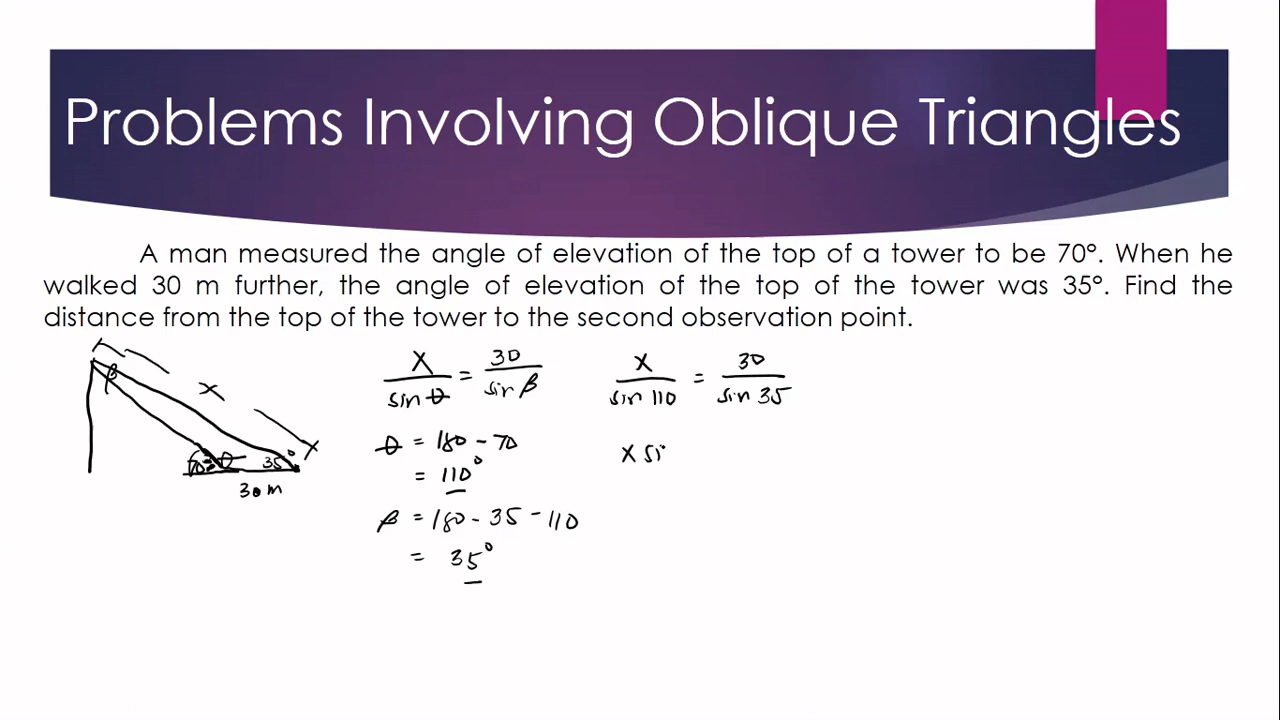 Problems Involving Oblique Triangles
A man measured the angle of elevation of the top of a tower to be 70°. When he
walked 30 m further, the angle of elevation of the top of the tower was 35°. Find the
distance from the top of the tower to the second observation point.
β
x
70° θ 35°
30 m
x / sin θ = 30 / sin β
θ = 180 - 70
= 110°
β = 180 - 35 - 110
= 35°
x / sin 110 = 30 / sin 35
x si